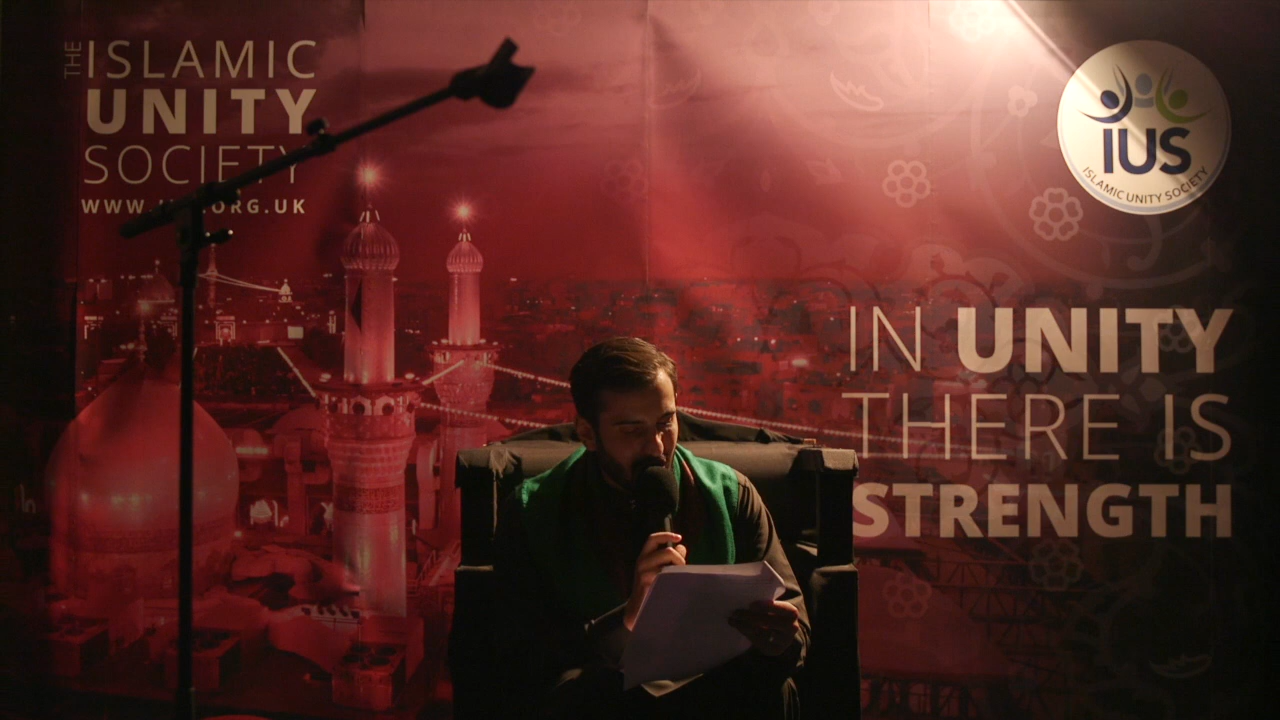 THE
ISLAMIC
UNITY
SOCIETY
IUS
ISLAMIC UNITY SOCIETY
IN UNITY
THERE IS
STRENGTH